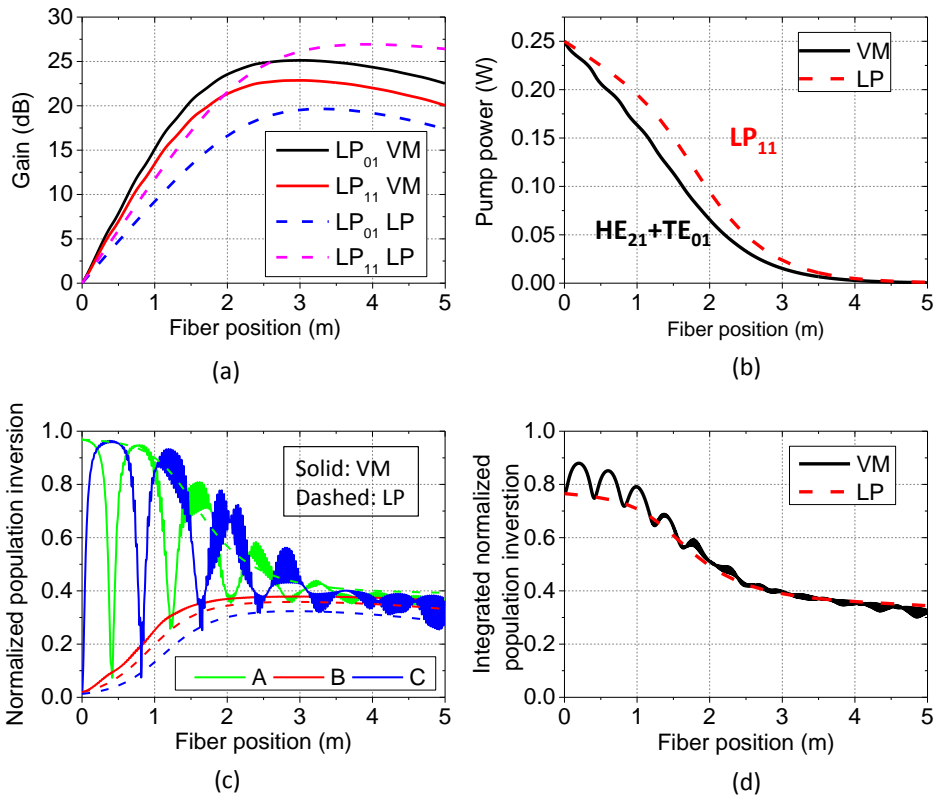 30
25
20
15
10
5
0
Gain (dB)
LP01 VM
LP11 VM
LP01 LP
LP11 LP
0 1 2 3 4 5
Fiber position (m)
(a)
0.25
0.20
0.15
0.10
0.05
0.00
Pump power (W)
VM
LP
LP11
HE21+TE01
0 1 2 3 4 5
Fiber position (m)
(b)
1.0
0.8
0.6
0.4
0.2
0.0
Normalized population inversion
Solid: VM
Dashed: LP
A B C
0 1 2 3 4 5
Fiber position (m)
(c)
1.0
0.8
0.6
0.4
0.2
0.0
Integrated normalized
population inverstion
VM
LP
0 1 2 3 4 5
Fiber position (m)
(d)